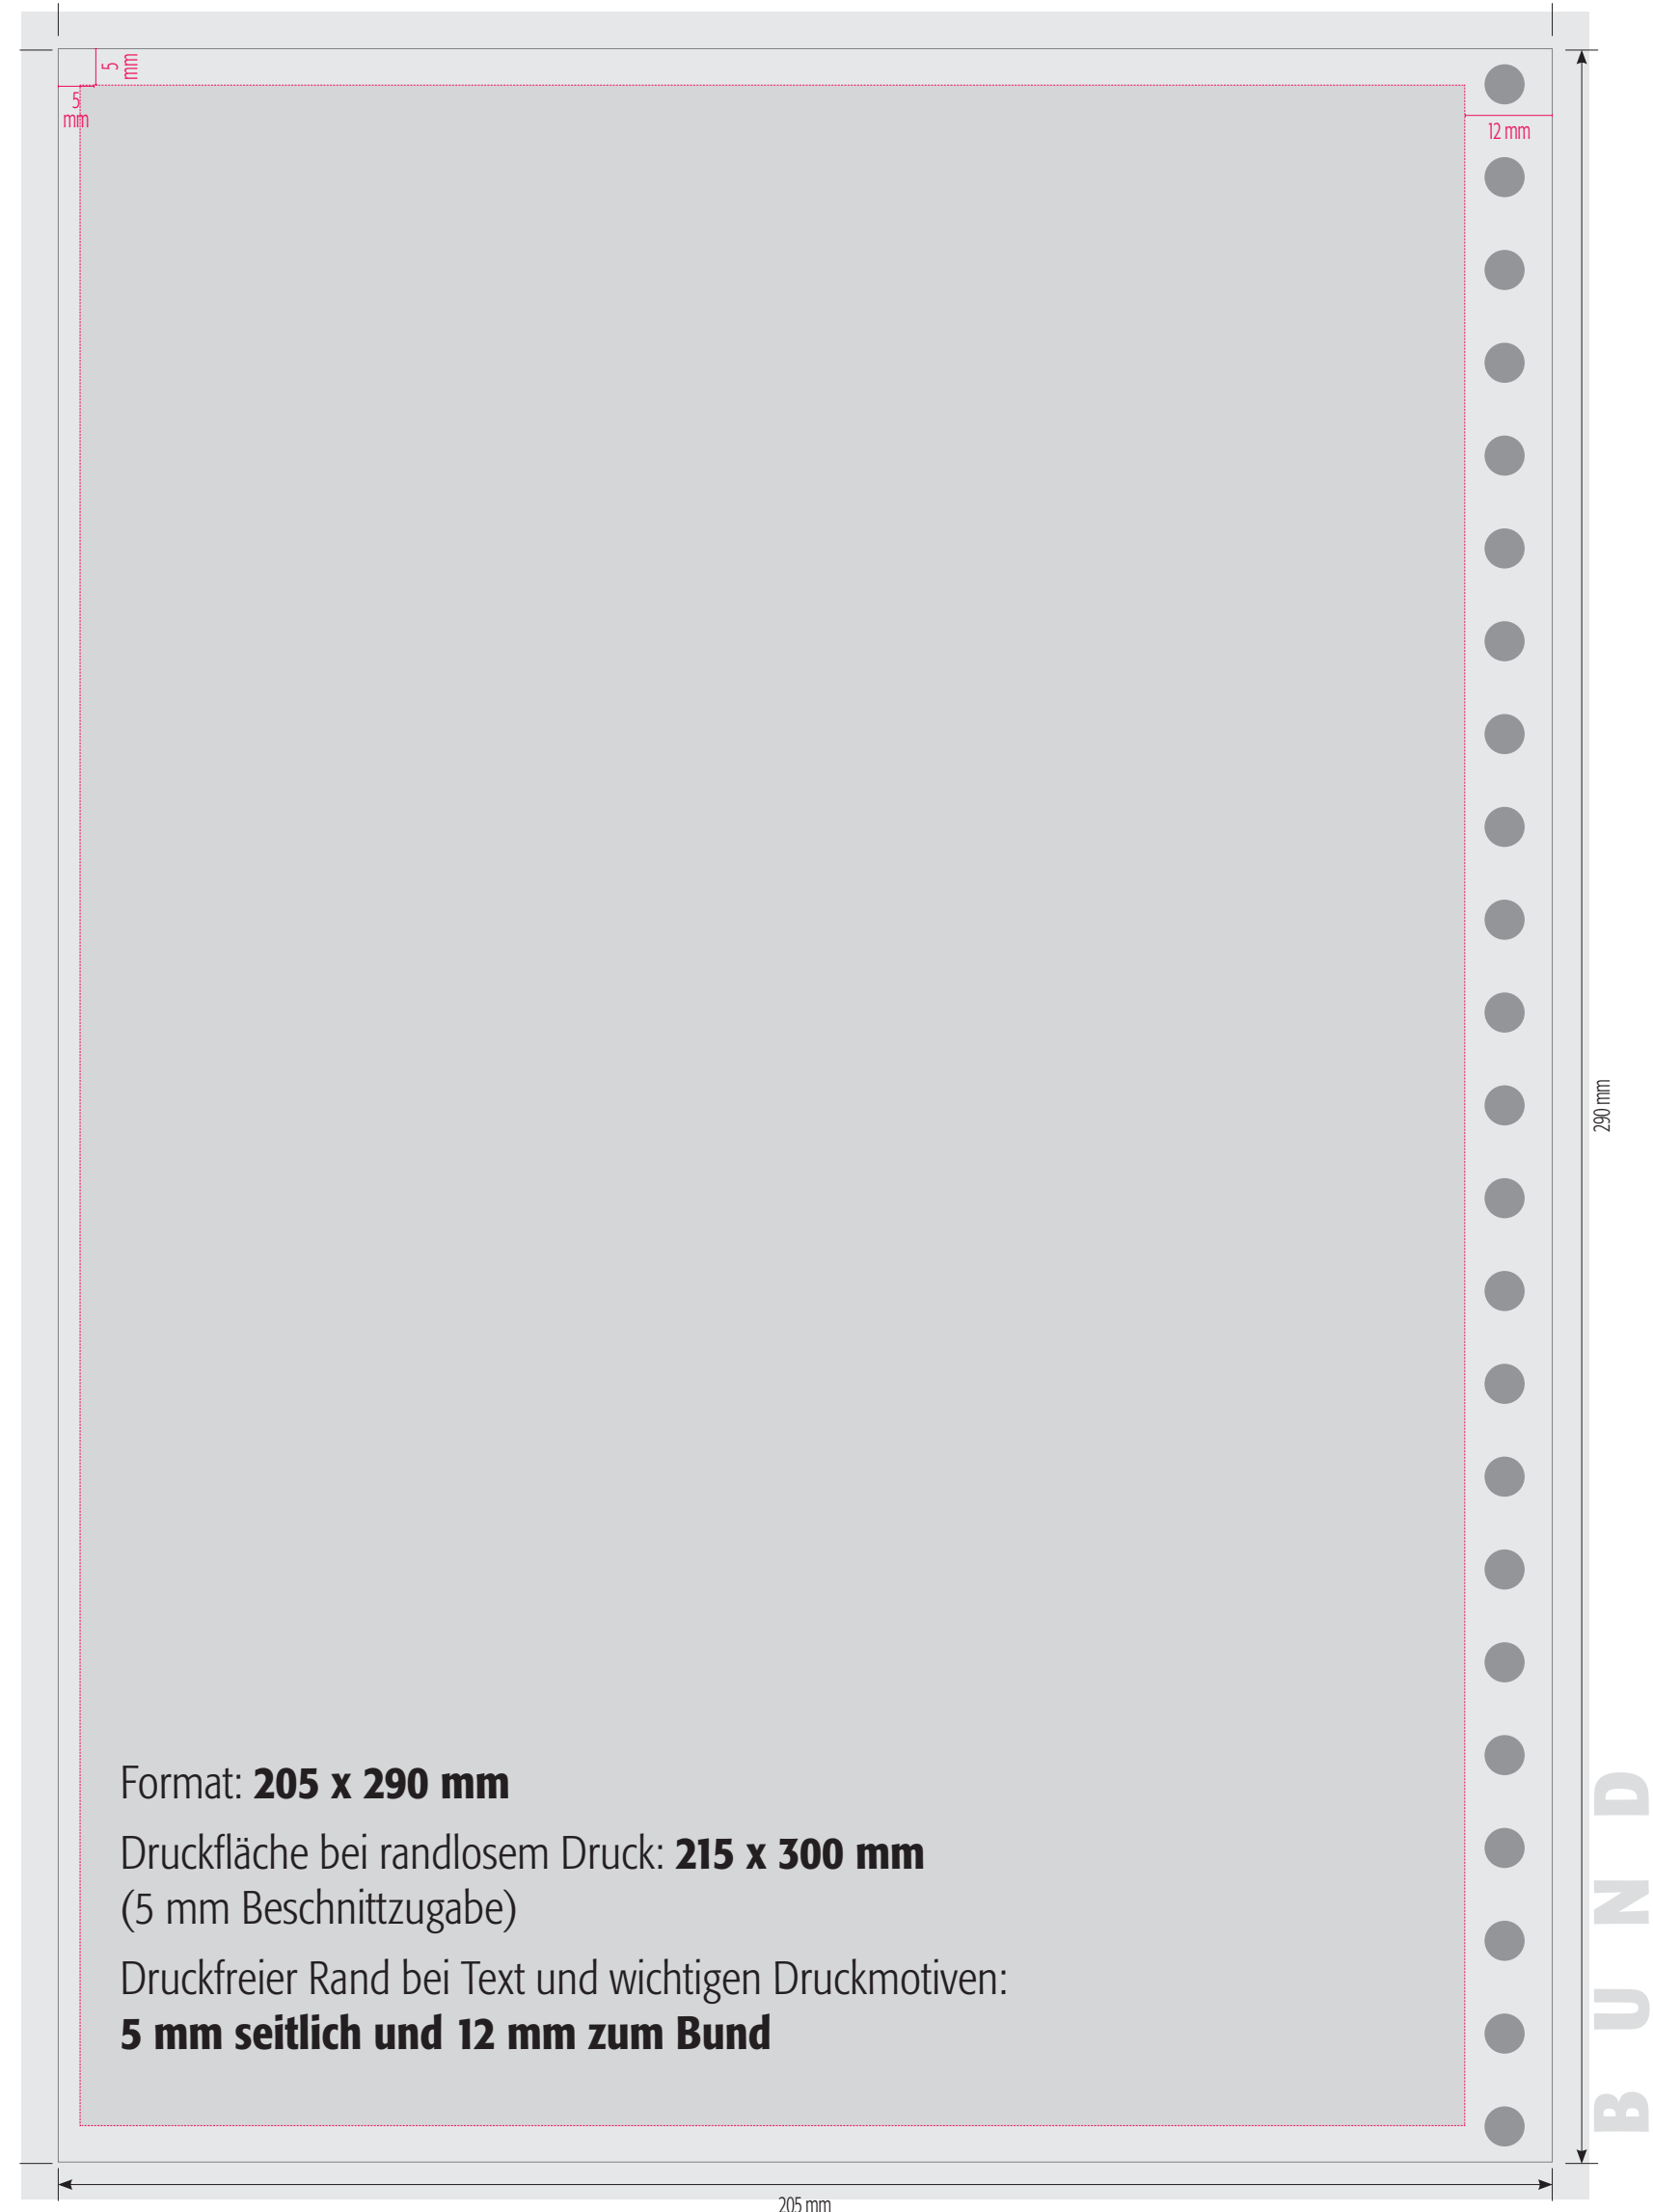 5
mm
5
mm
12 mm
290 mm
Format: 205 x 290 mm
Druckfläche bei randlosem Druck: 215 x 300 mm
(5 mm Beschnittzugabe)
Druckfreier Rand bei Text und wichtigen Druckmotiven:
5 mm seitlich und 12 mm zum Bund
BUND
205 mm